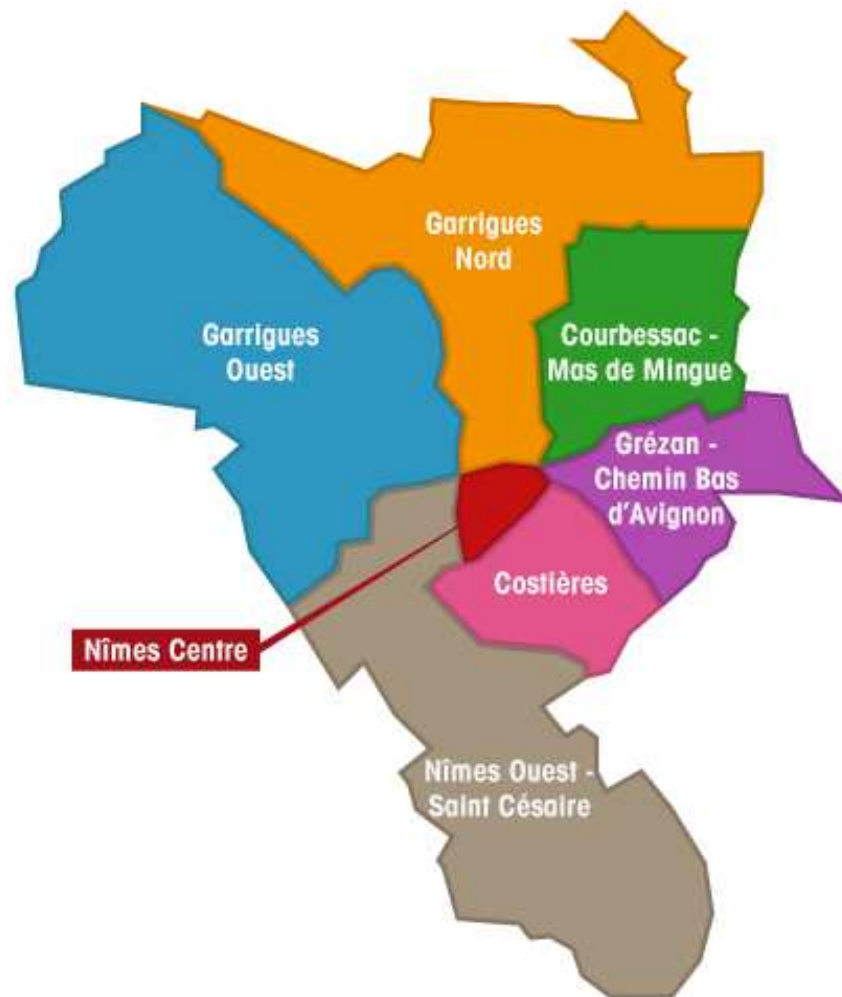 Garrigues
Nord
Garrigues
Ouest
Courbessac -
Mas de Mingue
Grézan -
Chemin Bas
d'Avignon
Costières
Nîmes Centre
Nîmes Ouest -
Saint Césaire